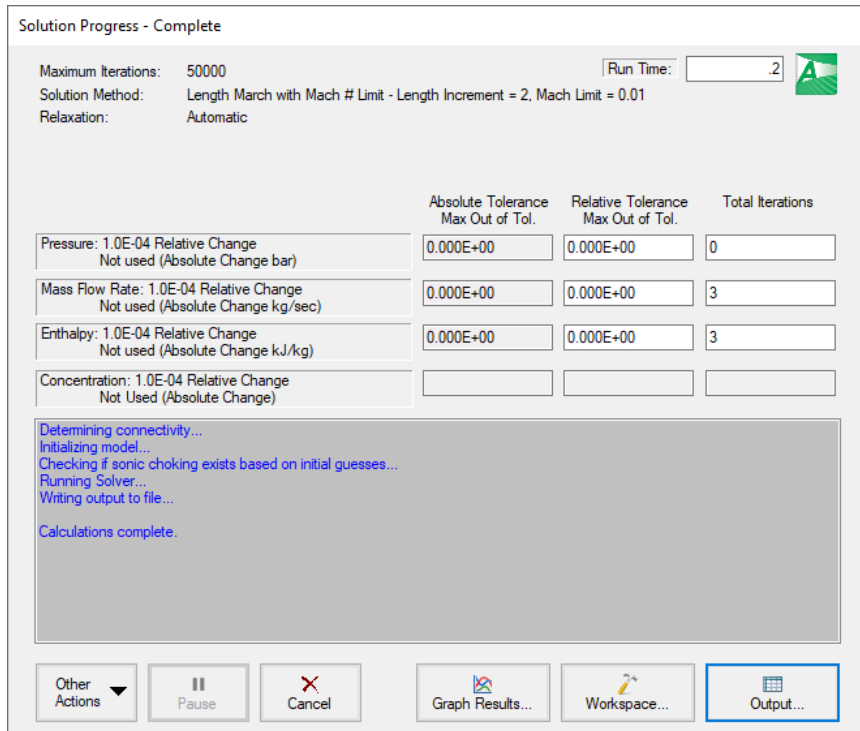 Solution Progress - Complete
Maximum Iterations: 50000
Run Time: .2
Solution Method: Length March with Mach # Limit - Length Increment = 2, Mach Limit = 0.01
Relaxation: Automatic
Absolute Tolerance Relative Tolerance Total Iterations
Max Out of Tol. Max Out of Tol.
Pressure: 1.0E-04 Relative Change 0.000E+00 0.000E+00 0
Not used (Absolute Change bar)
Mass Flow Rate: 1.0E-04 Relative Change 0.000E+00 0.000E+00 3
Not used (Absolute Change kg/sec)
Enthalpy: 1.0E-04 Relative Change 0.000E+00 0.000E+00 3
Not used (Absolute Change kJ/kg)
Concentration: 1.0E-04 Relative Change
Not Used (Absolute Change)
Determining connectivity...
Initializing model...
Checking if sonic choking exists based on initial guesses...
Running Solver...
Writing output to file...
Calculations complete.
Other Actions
Pause
Cancel
Graph Results...
Workspace...
Output...